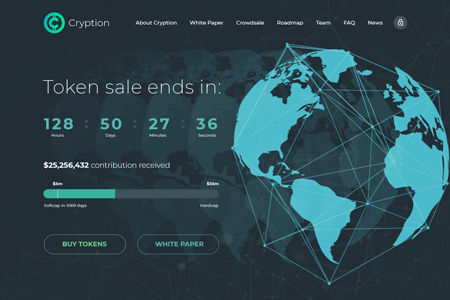 Cryption
About Cryption White Paper Crowdsale Roadmap Team FAQ News
Token sale ends in:
128 : 50 : 27 : 36
Hours Days Minutes Seconds
$25,256,432 contribution received
$5m $55m
Softcap in 1069 days Hardcap
BUY TOKENS WHITE PAPER